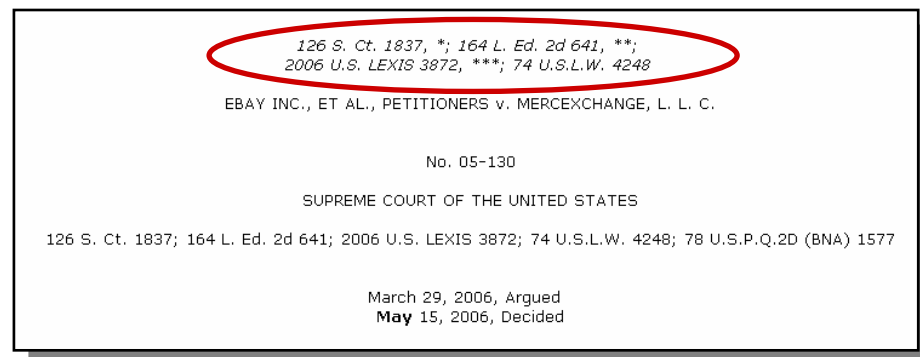 126 S. Ct. 1837, *; 164 L. Ed. 2d 641, **;
2006 U.S. LEXIS 3872, ***; 74 U.S.L.W. 4248
EBAY INC., ET AL., PETITIONERS v. MERCEXCHANGE, L. L. C.
No. 05-130
SUPREME COURT OF THE UNITED STATES
126 S. Ct. 1837; 164 L. Ed. 2d 641; 2006 U.S. LEXIS 3872; 74 U.S.L.W. 4248; 78 U.S.P.Q.2D (BNA) 1577
March 29, 2006, Argued
May 15, 2006, Decided